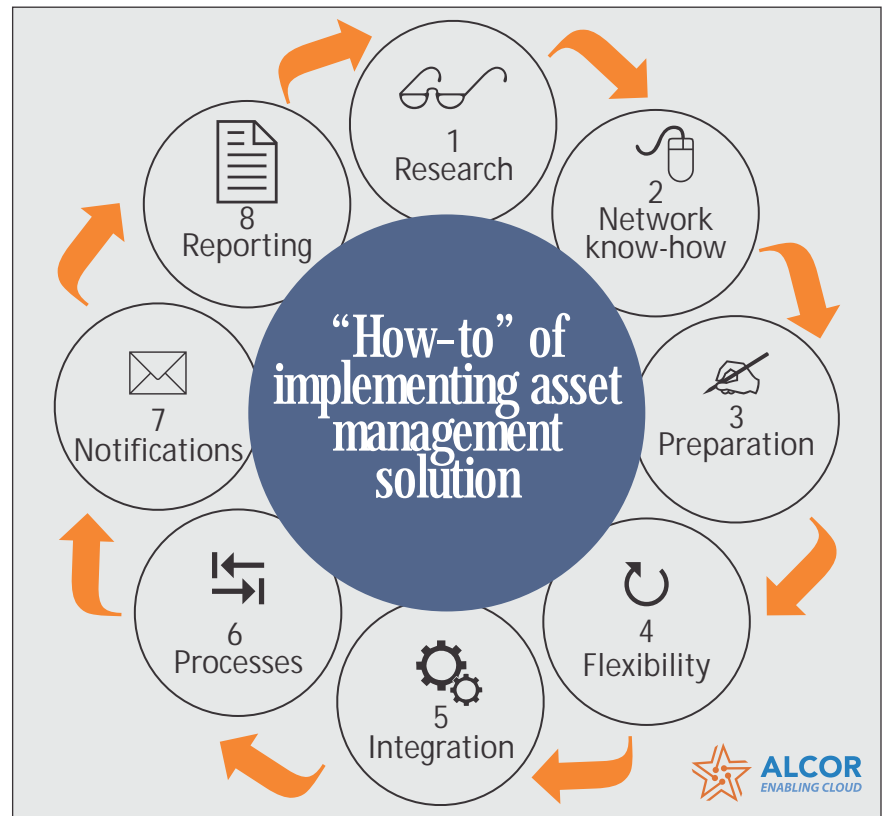 1
Research
2
Network
know-how
3
Preparation
4
Flexibility
5
Integration
6
Processes
7
Notifications
8
Reporting
“How-to” of
implementing asset
management
solution
ALCOR
ENABLING CLOUD